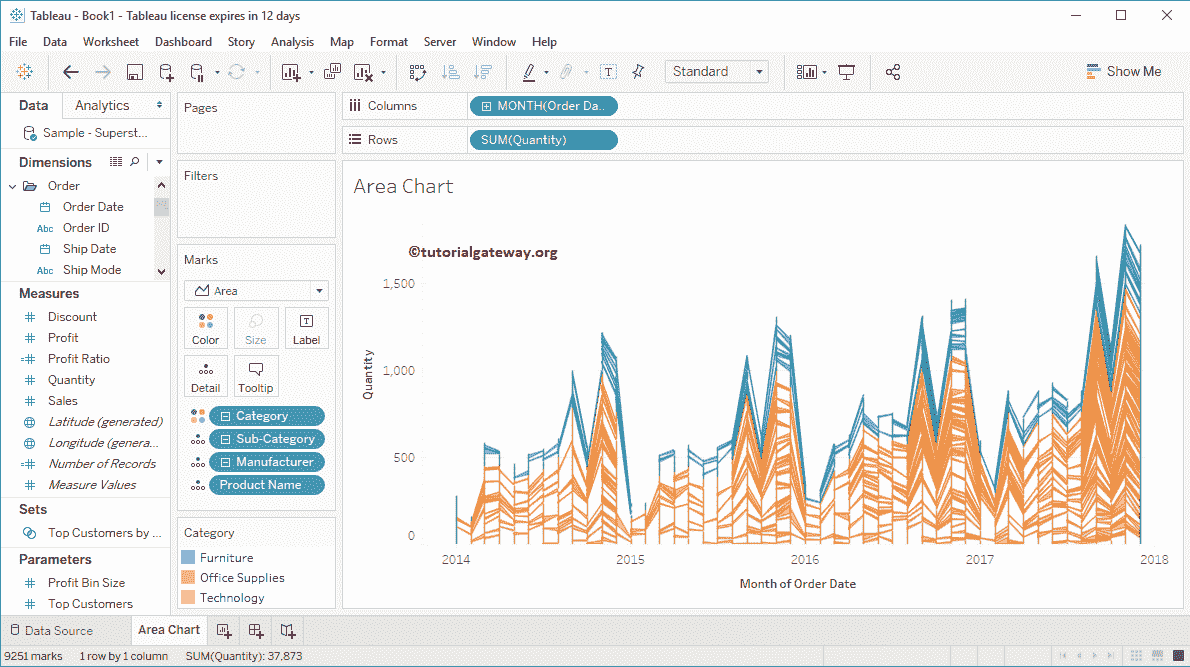 Tableau - Book1 - Tableau license expires in 12 days
File Data Worksheet Dashboard Story Analysis Map Format Server Window Help
Standard
Show Me
Data Analytics
Sample - Superst...
Dimensions
Order
Order Date
Abc Order ID
Ship Date
Abc Ship Mode
Measures
Discount
Profit
Profit Ratio
Quantity
Sales
Latitude (generated)
Longitude (genera...
Number of Records
Measure Values
Sets
Top Customers by ...
Parameters
Profit Bin Size
Top Customers
Pages
Filters
Marks
Area
Color Size Label
Detail Tooltip
Category
Sub-Category
Manufacturer
Product Name
Category
Furniture
Office Supplies
Technology
Columns MONTH(Order Da..
Rows SUM(Quantity)
Area Chart
©tutorialgateway.org
1,500
1,000
500
0
Quantity
2014 2015 2016 2017 2018
Month of Order Date
Data Source Area Chart
9251 marks 1 row by 1 column SUM(Quantity): 37,873